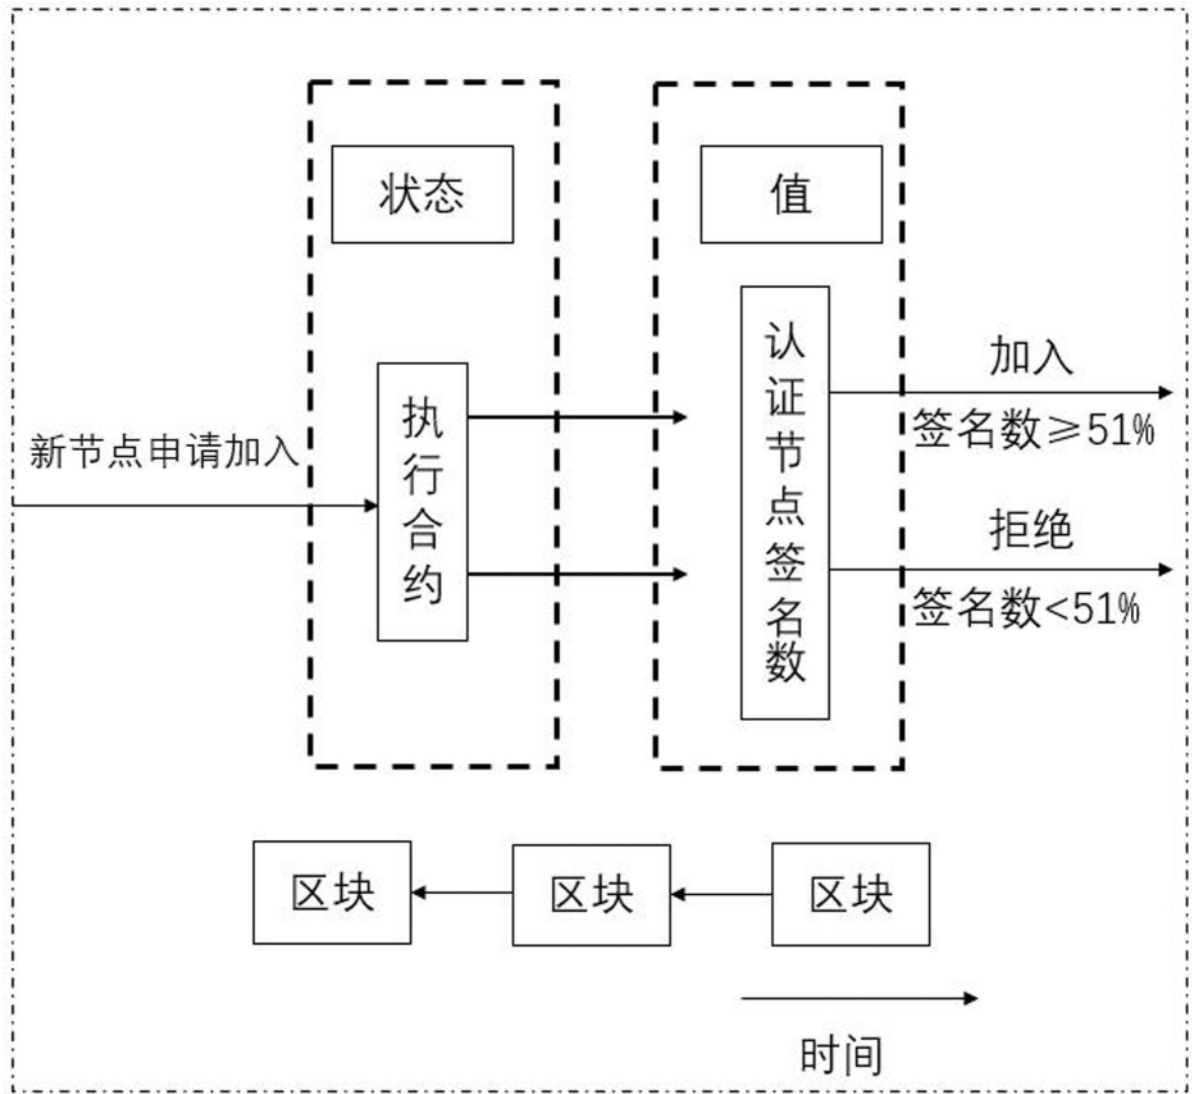 状态
值
新节点申请加入
执行合约
认证节点签名数
加入
签名数≥51%
拒绝
签名数<51%
区块
区块
区块
时间